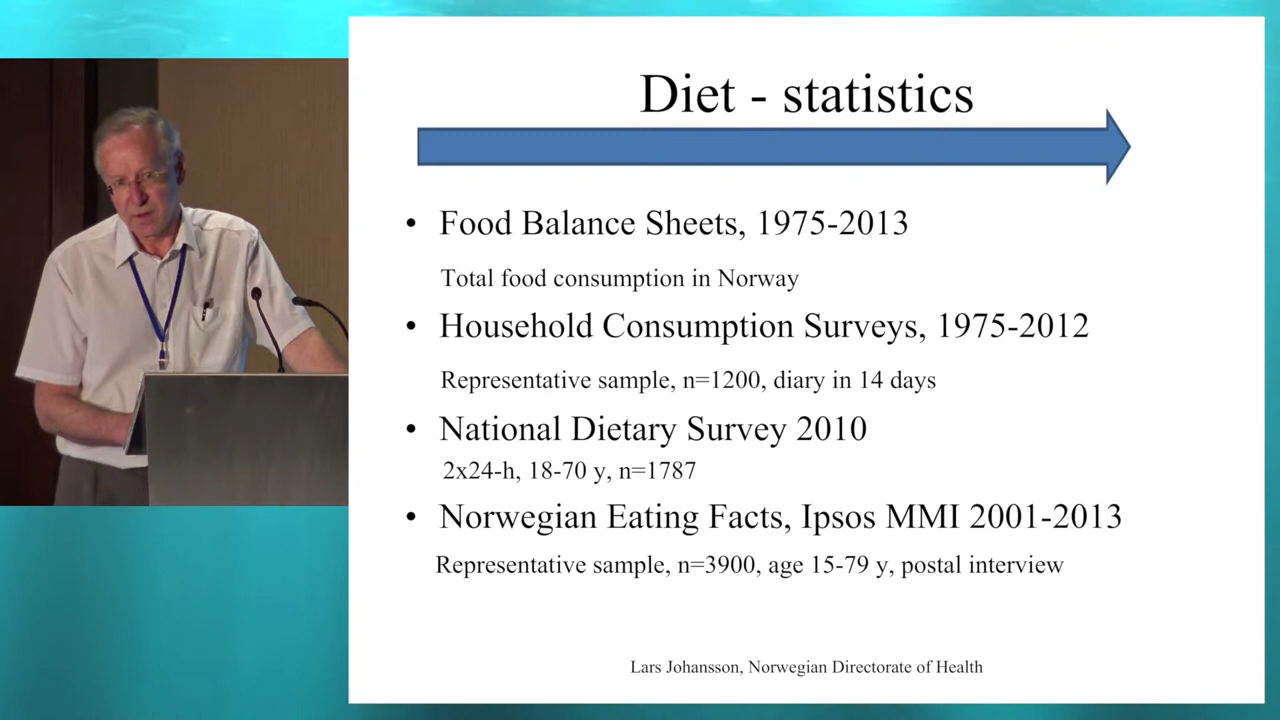 Diet - statistics
• Food Balance Sheets, 1975-2013
Total food consumption in Norway
• Household Consumption Surveys, 1975-2012
Representative sample, n=1200, diary in 14 days
• National Dietary Survey 2010
2x24-h, 18-70 y, n=1787
• Norwegian Eating Facts, Ipsos MMI 2001-2013
Representative sample, n=3900, age 15-79 y, postal interview
Lars Johansson, Norwegian Directorate of Health